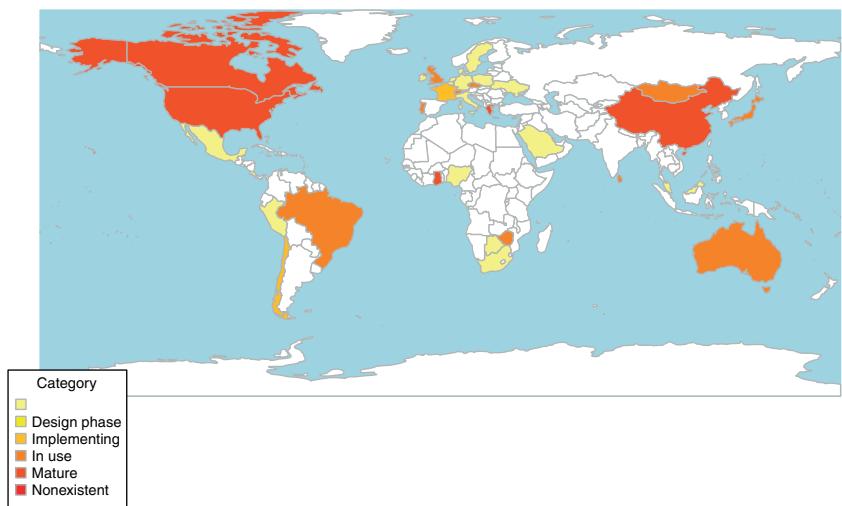 Category
Design phase
Implementing
In use
Mature
Nonexistent